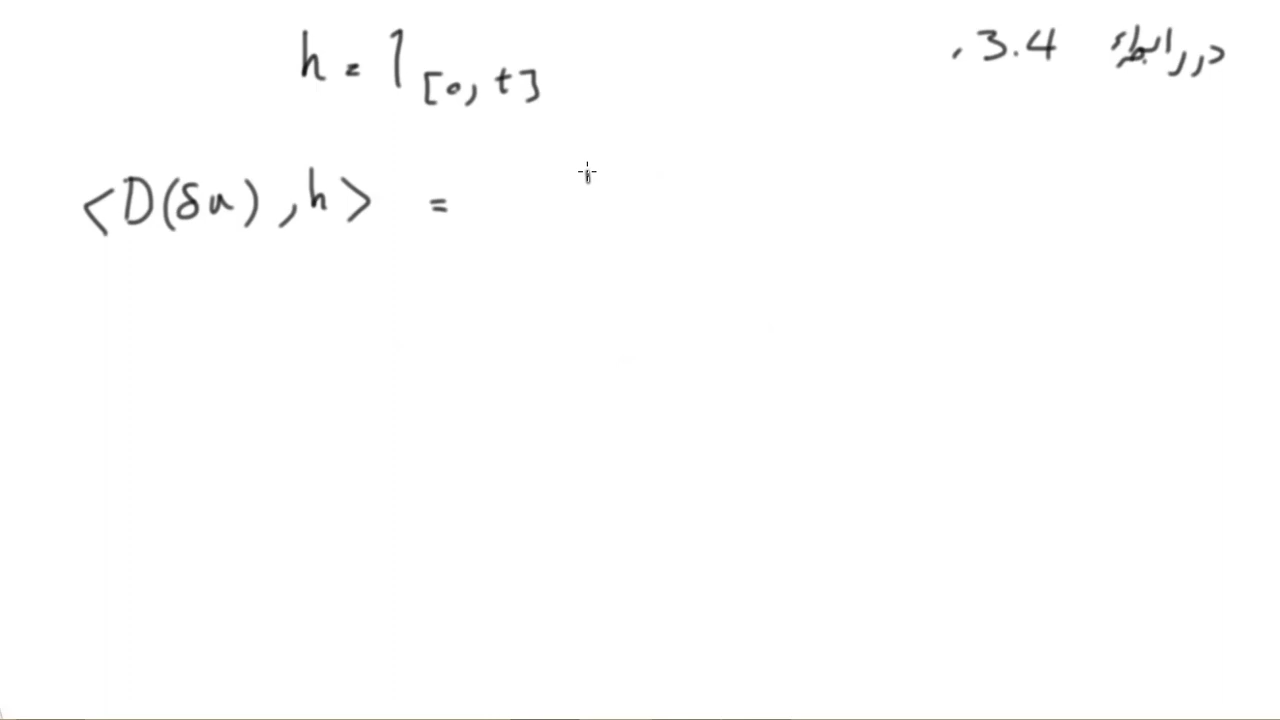 در رابطه 3.4 ,
h = 1_{[0, t]}
<D(δu), h> =